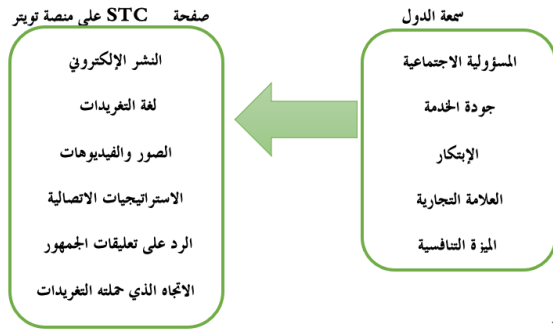 سمعة الدول
المسؤولية الاجتماعية
جودة الخدمة
الإبتكار
العلامة التجارية
الميزة التنافسية
صفحة STC على منصة تويتر
النشر الإلكتروني
لغة التغريدات
الصور والفيديوهات
الاستراتيجيات الاتصالية
الرد على تعليقات الجمهور
الاتجاه الذي حملته التغريدات